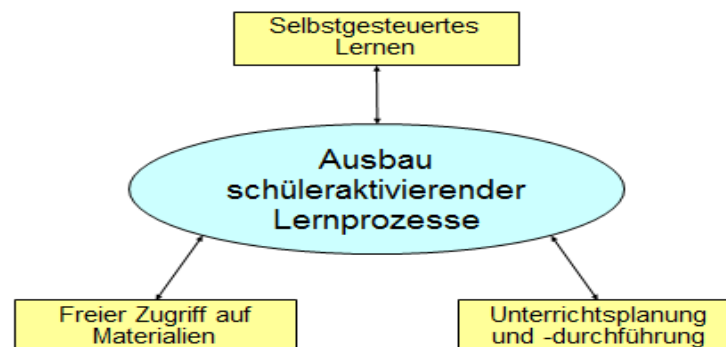 Selbstgesteuertes
Lernen
Ausbau
schüleraktivierender
Lernprozesse
Freier Zugriff auf
Materialien
Unterrichtsplanung
und -durchführung